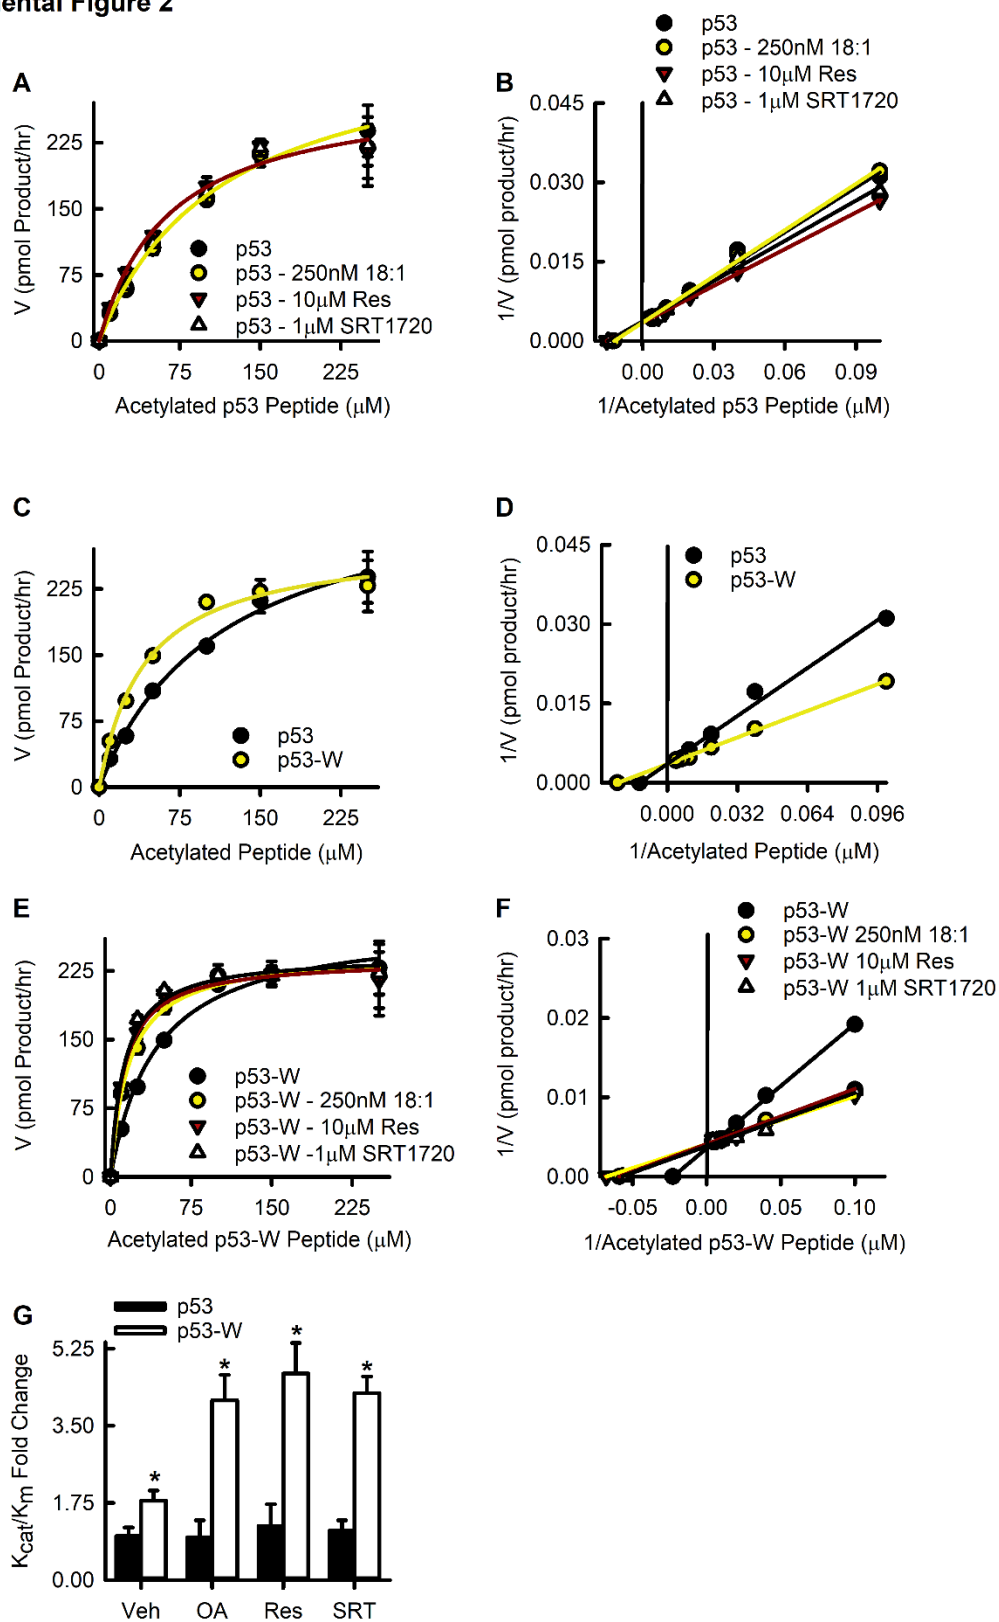 ental Figure 2
A
V (pmol Product/hr)
225
150
75
0
0 75 150 225
Acetylated p53 Peptide (μM)
p53
p53 - 250nM 18:1
p53 - 10μM Res
p53 - 1μM SRT1720
B
p53
p53 - 250nM 18:1
p53 - 10μM Res
p53 - 1μM SRT1720
1/V (pmol product/hr)
0.045
0.030
0.015
0.000
0.00 0.03 0.06 0.09
1/Acetylated p53 Peptide (μM)
C
V (pmol Product/hr)
225
150
75
0
0 75 150 225
Acetylated Peptide (μM)
p53
p53-W
D
1/V (pmol product/hr)
0.045
0.030
0.015
0.000
0.000 0.032 0.064 0.096
1/Acetylated Peptide (μM)
p53
p53-W
E
V (pmol Product/hr)
225
150
75
0
0 75 150 225
Acetylated p53-W Peptide (μM)
p53-W
p53-W - 250nM 18:1
p53-W - 10μM Res
p53-W -1μM SRT1720
F
p53-W
p53-W 250nM 18:1
p53-W 10μM Res
p53-W 1μM SRT1720
1/V (pmol product/hr)
0.03
0.02
0.01
0.00
-0.05 0.00 0.05 0.10
1/Acetylated p53-W Peptide (μM)
G
p53
p53-W
Kcat/Km Fold Change
5.25
3.50
1.75
0.00
* * * *
Veh OA Res SRT